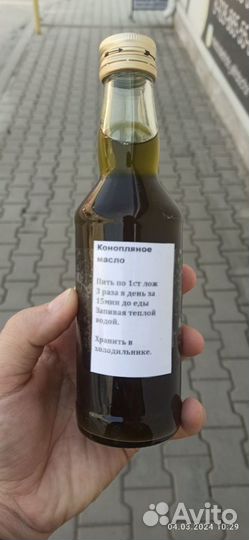 Конопляное
масло
Пить по 1ст лож
3 раза в день за
15мин до еды
Запивая теплой
водой.
Хранить в
холодильнике.
Avito
04.03.2024 10:29